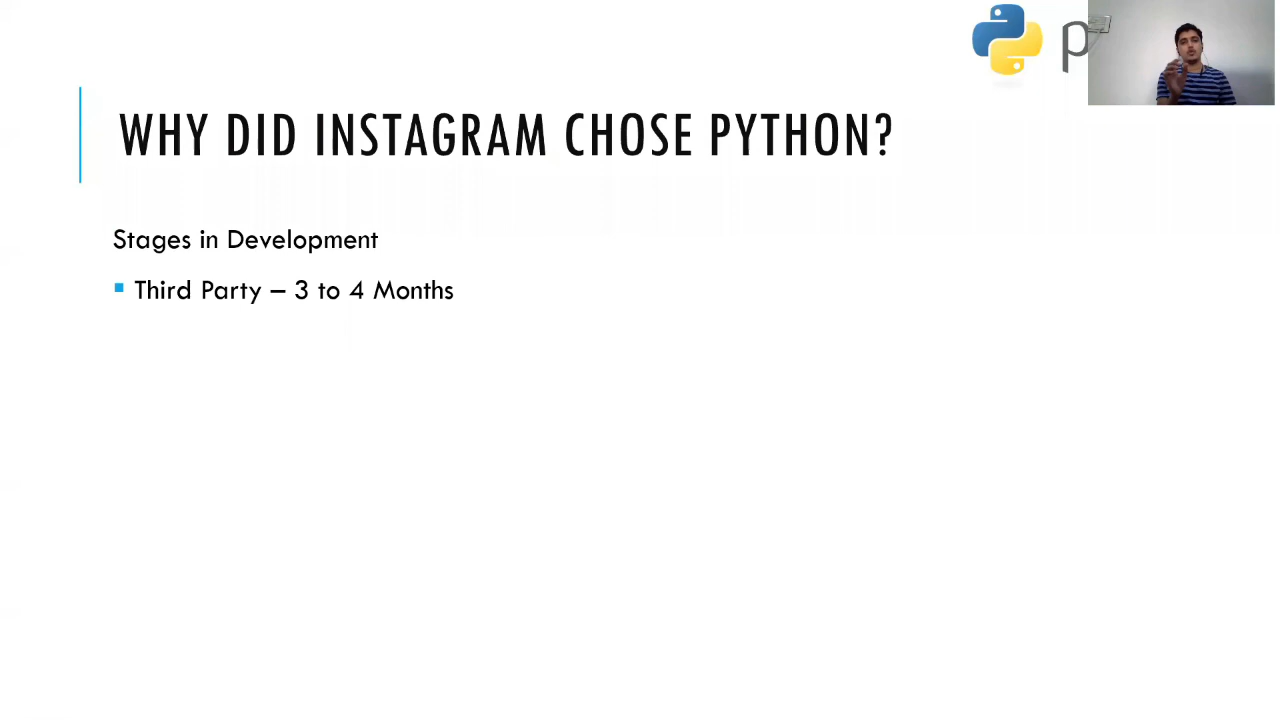 WHY DID INSTAGRAM CHOSE PYTHON?
Stages in Development
▪ Third Party – 3 to 4 Months